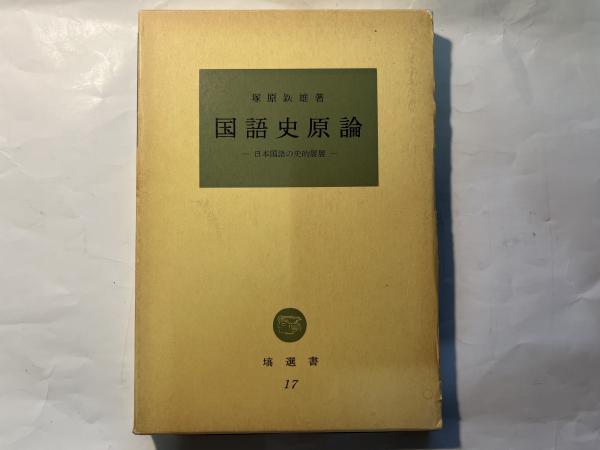 塚原鉄雄著
国語史原論
— 日本国語の史的展層 —
塙選書
17